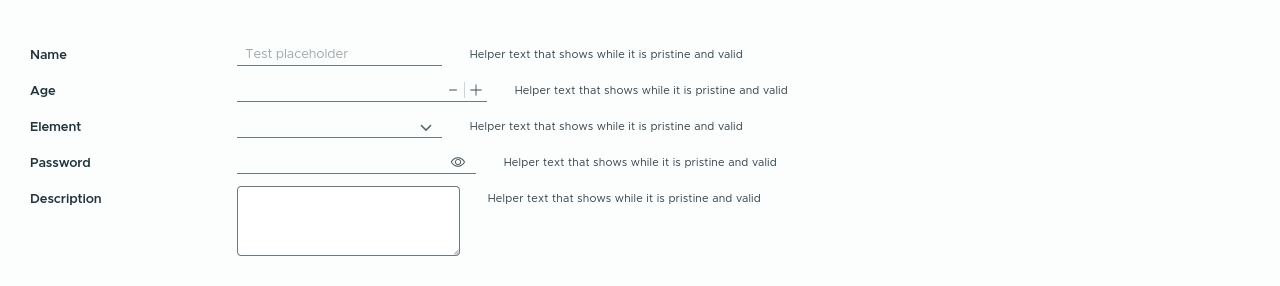 Name Test placeholder Helper text that shows while it is pristine and valid
Age Helper text that shows while it is pristine and valid
Element Helper text that shows while it is pristine and valid
Password Helper text that shows while it is pristine and valid
Description Helper text that shows while it is pristine and valid